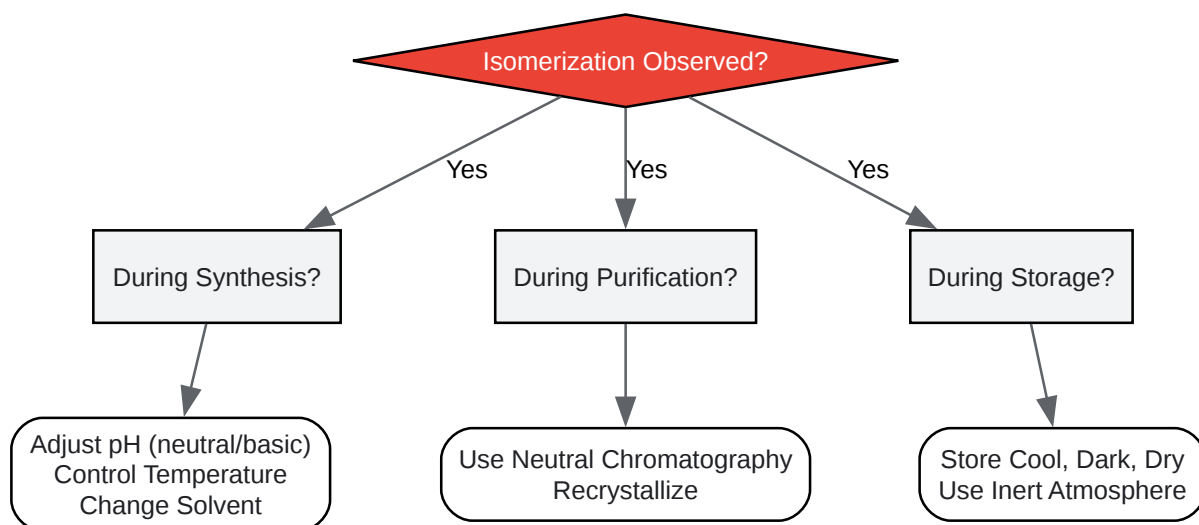 Isomerization Observed?
Yes
Yes
Yes
During Synthesis?
During Purification?
During Storage?
Adjust pH (neutral/basic)
Control Temperature
Change Solvent
Use Neutral Chromatography
Recrystallize
Store Cool, Dark, Dry
Use Inert Atmosphere